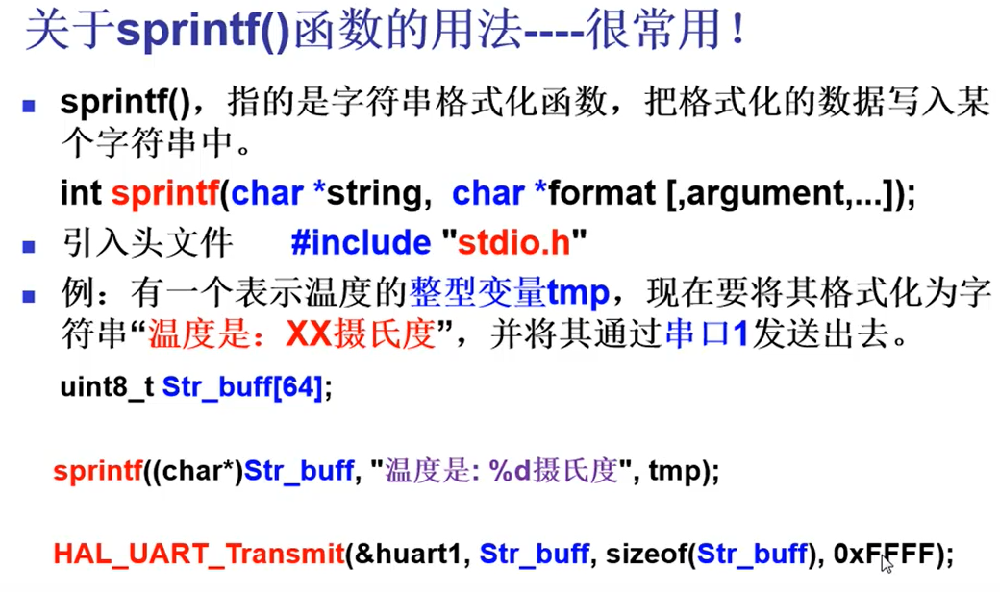 关于sprintf()函数的用法----很常用！
■ sprintf()，指的是字符串格式化函数，把格式化的数据写入某
个字符串中。
int sprintf(char *string, char *format [,argument,...]);
■ 引入头文件 #include "stdio.h"
■ 例：有一个表示温度的整型变量tmp，现在要将其格式化为字
符串“温度是：XX摄氏度”，并将其通过串口1发送出去。
uint8_t Str_buff[64];
sprintf((char*)Str_buff, "温度是: %d摄氏度", tmp);
HAL_UART_Transmit(&huart1, Str_buff, sizeof(Str_buff), 0xFFFF);